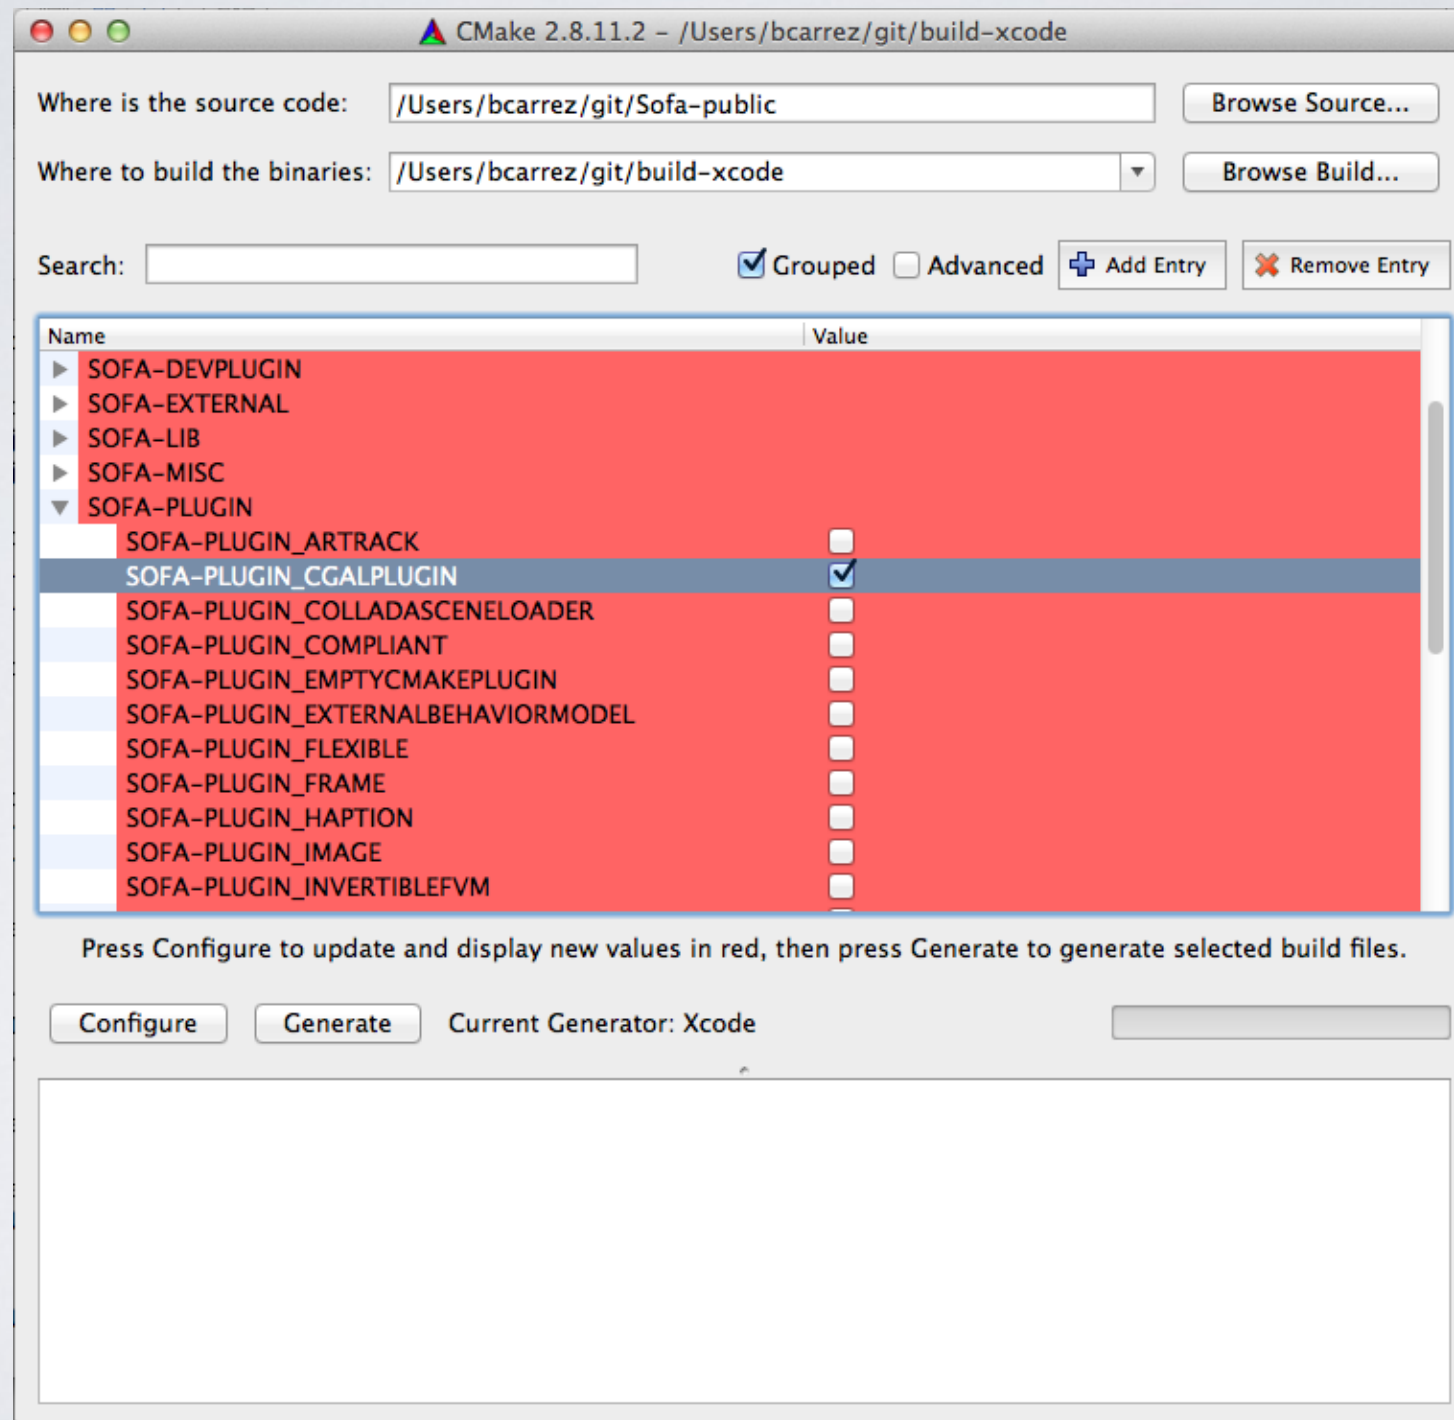 CMake 2.8.11.2 – /Users/bcarrez/git/build-xcode
Where is the source code: /Users/bcarrez/git/Sofa-public Browse Source...
Where to build the binaries: /Users/bcarrez/git/build-xcode Browse Build...
Search: Grouped Advanced Add Entry Remove Entry
Name Value
SOFA-DEVPLUGIN
SOFA-EXTERNAL
SOFA-LIB
SOFA-MISC
SOFA-PLUGIN
SOFA-PLUGIN_ARTRACK
SOFA-PLUGIN_CGALPLUGIN
SOFA-PLUGIN_COLLADASCENELOADER
SOFA-PLUGIN_COMPLIANT
SOFA-PLUGIN_EMPTYCMAKEPLUGIN
SOFA-PLUGIN_EXTERNALBEHAVIORMODEL
SOFA-PLUGIN_FLEXIBLE
SOFA-PLUGIN_FRAME
SOFA-PLUGIN_HAPTION
SOFA-PLUGIN_IMAGE
SOFA-PLUGIN_INVERTIBLEFVM
Press Configure to update and display new values in red, then press Generate to generate selected build files.
Configure Generate Current Generator: Xcode